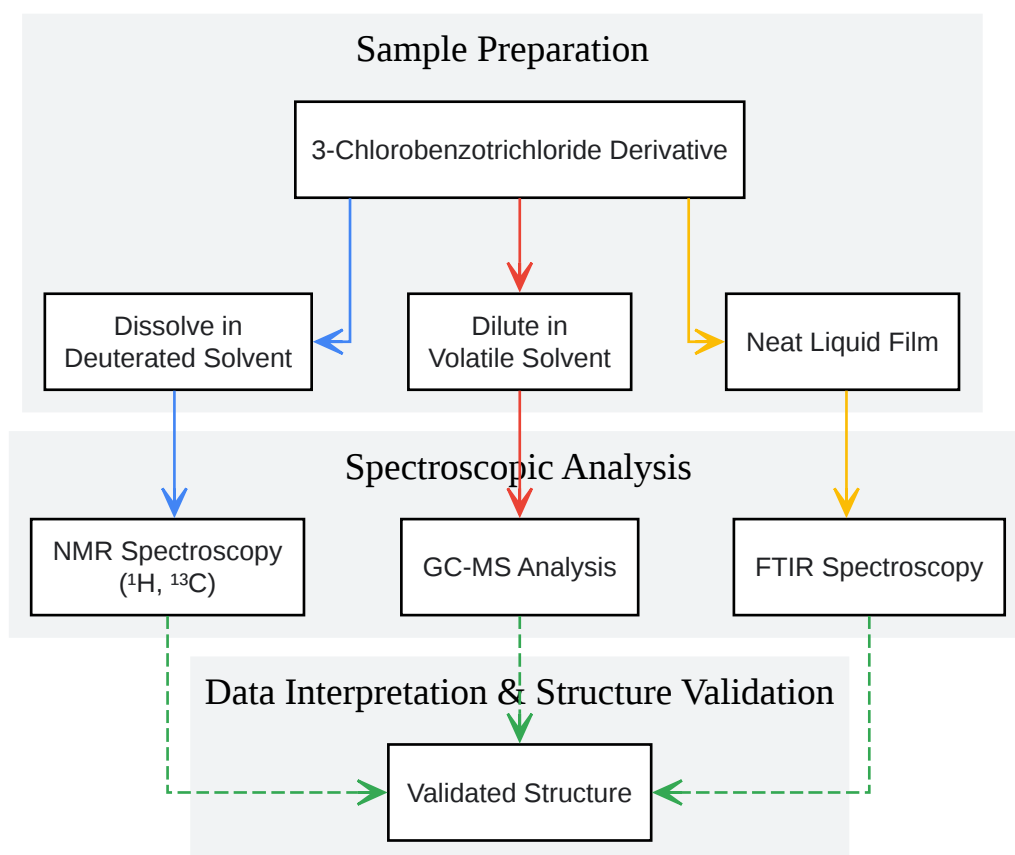 Sample Preparation
3-Chlorobenzotrichloride Derivative
Dissolve in
Deuterated Solvent
Dilute in
Volatile Solvent
Neat Liquid Film
Spectroscopic Analysis
NMR Spectroscopy
(¹H, ¹³C)
GC-MS Analysis
FTIR Spectroscopy
Data Interpretation & Structure Validation
Validated Structure